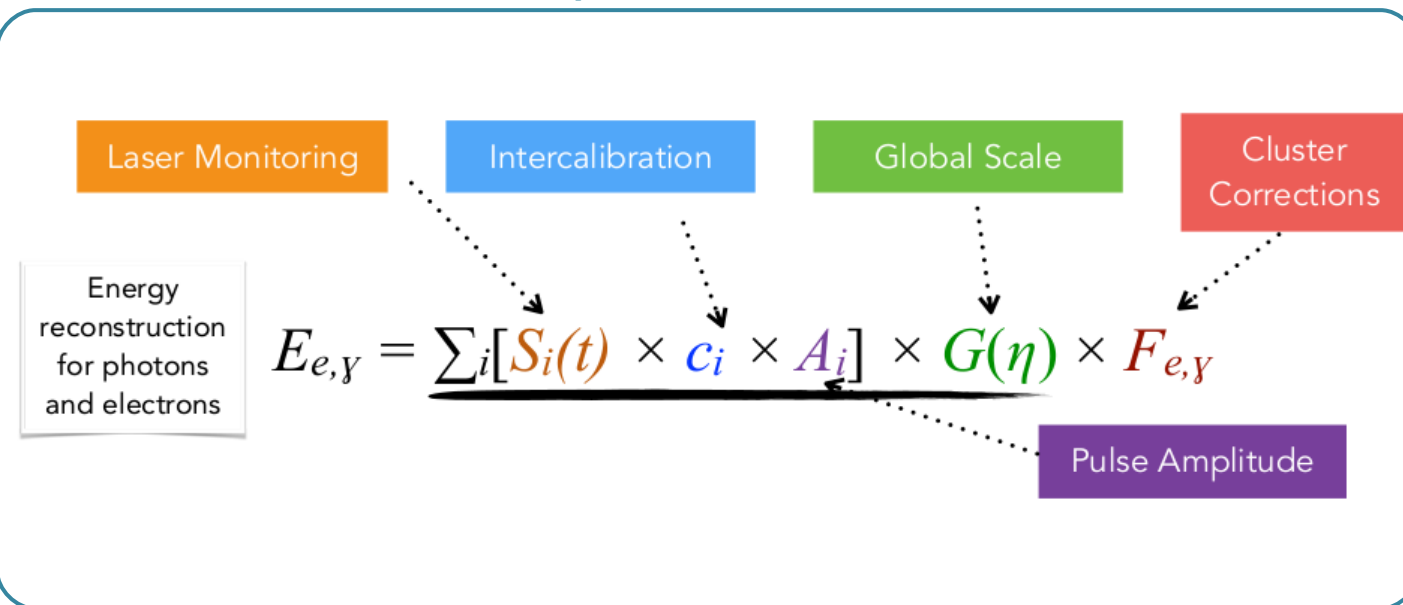 Laser Monitoring
Intercalibration
Global Scale
Cluster
Corrections
Energy
reconstruction
for photons
and electrons
E_{e,γ} = ∑_i[S_i(t) × c_i × A_i] × G(η) × F_{e,γ}
Pulse Amplitude